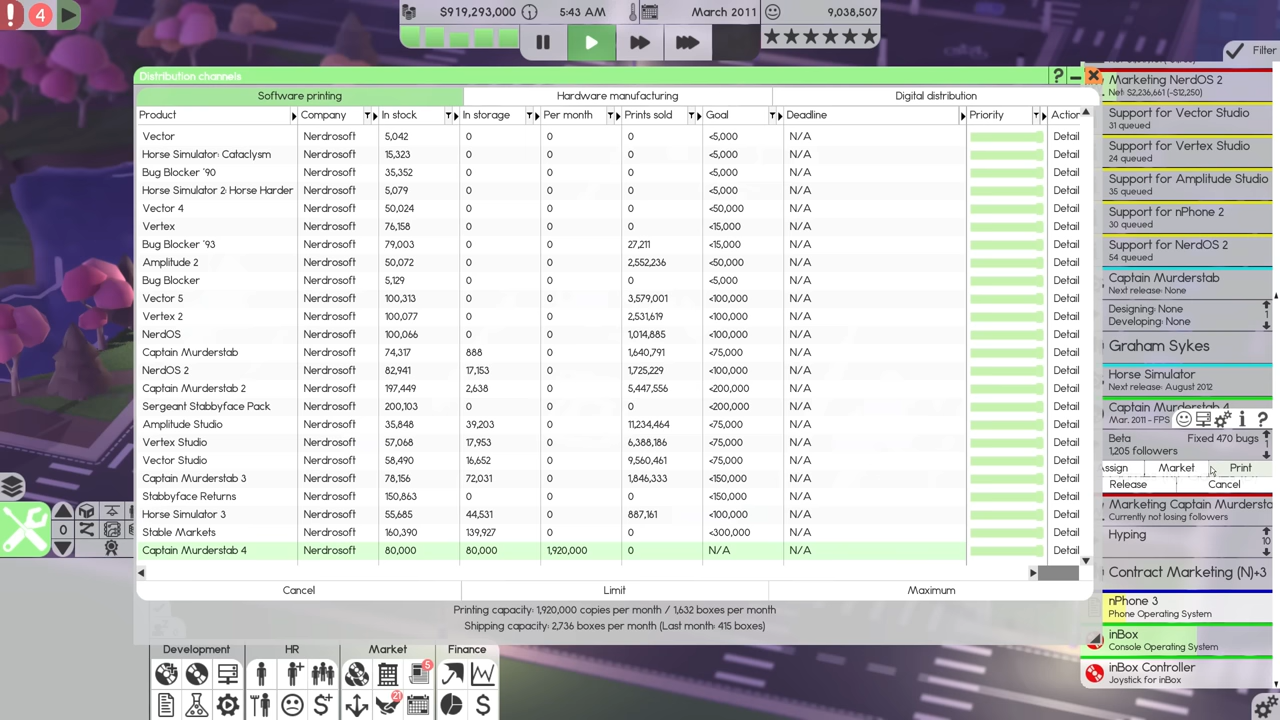 4
$919,293,000
5:43 AM
March 2011
9,038,507
Filter
Distribution channels
?
Software printing
Hardware manufacturing
Digital distribution
Product Company In stock In storage Per month Prints sold Goal Deadline Priority Action
Vector Nerdrosoft 5,042 0 0 0 <5,000 N/A Detail
Horse Simulator: Cataclysm Nerdrosoft 15,323 0 0 0 <5,000 N/A Detail
Bug Blocker '90 Nerdrosoft 35,352 0 0 0 <5,000 N/A Detail
Horse Simulator 2: Horse Harder Nerdrosoft 5,079 0 0 0 <5,000 N/A Detail
Vector 4 Nerdrosoft 50,024 0 0 0 <50,000 N/A Detail
Vertex Nerdrosoft 76,158 0 0 0 <15,000 N/A Detail
Bug Blocker '93 Nerdrosoft 79,003 0 0 27,211 <15,000 N/A Detail
Amplitude 2 Nerdrosoft 50,072 0 0 2,552,236 <50,000 N/A Detail
Bug Blocker Nerdrosoft 5,129 0 0 0 <5,000 N/A Detail
Vector 5 Nerdrosoft 100,313 0 0 3,579,001 <100,000 N/A Detail
Vertex 2 Nerdrosoft 100,077 0 0 2,531,619 <100,000 N/A Detail
NerdOS Nerdrosoft 100,066 0 0 1,014,885 <100,000 N/A Detail
Captain Murderstab Nerdrosoft 74,317 888 0 1,640,791 <75,000 N/A Detail
NerdOS 2 Nerdrosoft 82,941 17,153 0 1,725,229 <100,000 N/A Detail
Captain Murderstab 2 Nerdrosoft 197,449 2,638 0 5,447,556 <200,000 N/A Detail
Sergeant Stabbyface Pack Nerdrosoft 200,103 0 0 0 <200,000 N/A Detail
Amplitude Studio Nerdrosoft 35,848 39,203 0 11,234,464 <75,000 N/A Detail
Vertex Studio Nerdrosoft 57,068 17,953 0 6,388,186 <75,000 N/A Detail
Vector Studio Nerdrosoft 58,490 16,652 0 9,560,461 <75,000 N/A Detail
Captain Murderstab 3 Nerdrosoft 78,156 72,031 0 1,846,333 <150,000 N/A Detail
Stabbyface Returns Nerdrosoft 150,863 0 0 0 <150,000 N/A Detail
Horse Simulator 3 Nerdrosoft 55,685 44,531 0 887,161 <100,000 N/A Detail
Stable Markets Nerdrosoft 160,390 139,927 0 0 <300,000 N/A Detail
Captain Murderstab 4 Nerdrosoft 80,000 80,000 1,920,000 0 N/A N/A Detail
Cancel
Limit
Maximum
Printing capacity: 1,920,000 copies per month / 1,632 boxes per month
Shipping capacity: 2,736 boxes per month (Last month: 415 boxes)
Marketing NerdOS 2
Net: $2,236,661 (-$12,250)
Support for Vector Studio
31 queued
Support for Vertex Studio
24 queued
Support for Amplitude Studio
35 queued
Support for nPhone 2
30 queued
Support for NerdOS 2
54 queued
Captain Murderstab
Next release: None
Designing: None
Developing: None
1
Graham Sykes
Horse Simulator
Next release: August 2012
Captain Murderstab 4
Mar. 2011 - FPS
i ?
Beta Fixed 470 bugs
1,205 followers
1
Assign Market Print
Release Cancel
Marketing Captain Murdersta
Currently not losing followers
Hyping
10
Contract Marketing (N)+3
nPhone 3
Phone Operating System
inBox
Console Operating System
inBox Controller
Joystick for inBox
0
Development HR Market Finance
5
21
$